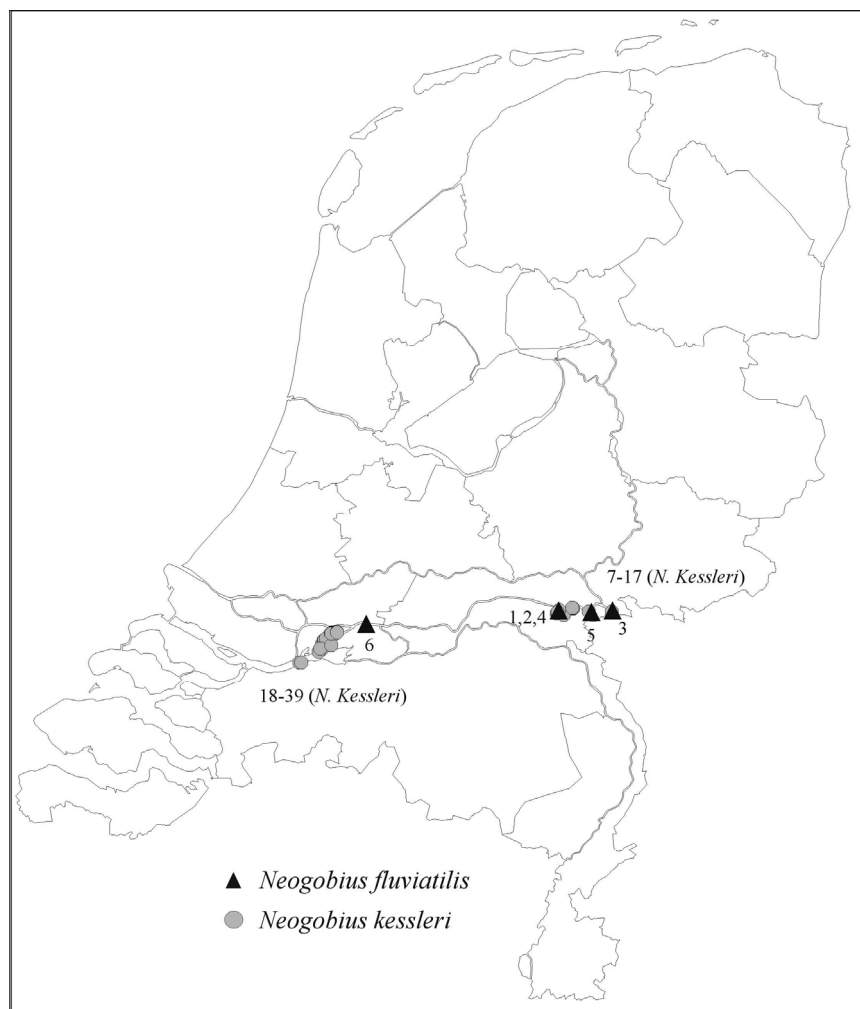 7-17 (N. Kessleri)
1,2,4
5
3
6
18-39 (N. Kessleri)
Neogobius fluviatilis
Neogobius kessleri